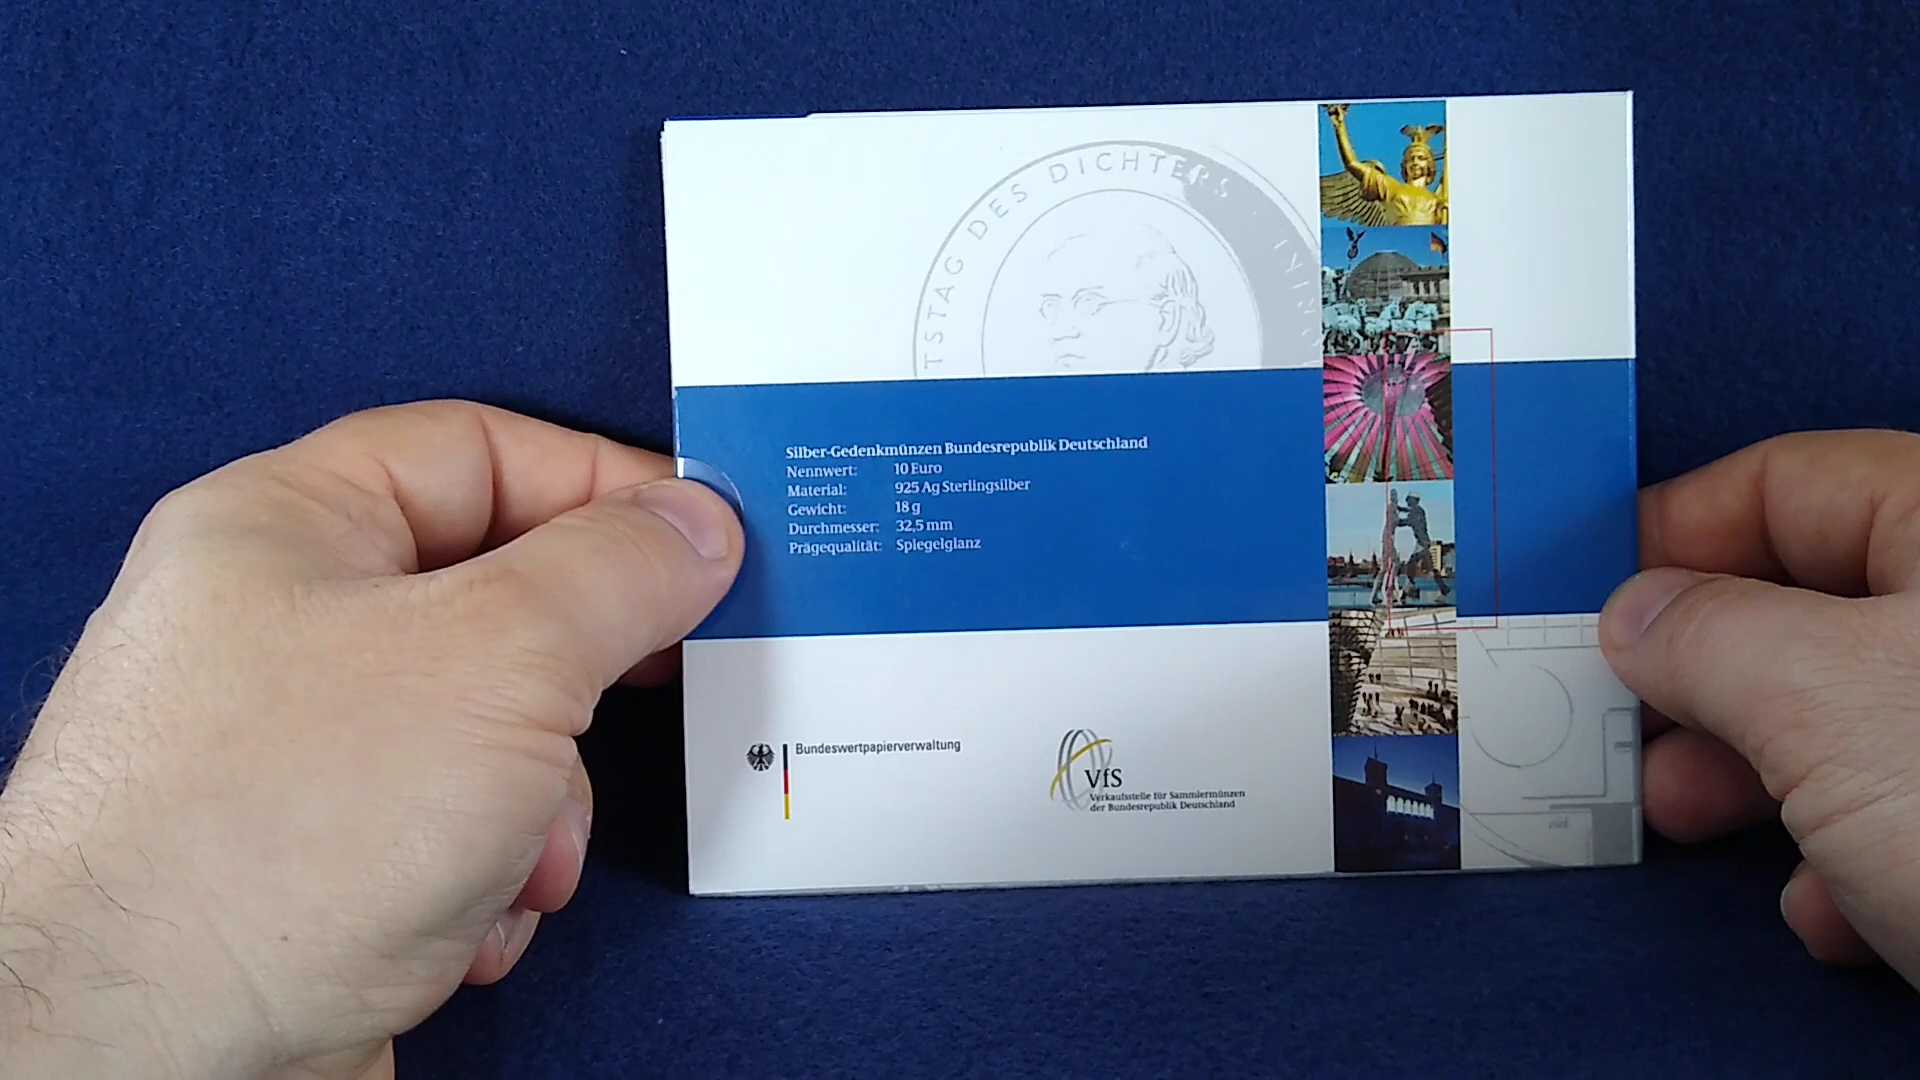 TSTAG DES DICHTERS
Silber-Gedenkmünzen Bundesrepublik Deutschland
Nennwert: 10 Euro
Material: 925 Ag Sterlingsilber
Gewicht: 18 g
Durchmesser: 32,5 mm
Prägequalität: Spiegelglanz
Bundeswertpapierverwaltung
VfS
Verkaufsstelle für Sammlermünzen
der Bundesrepublik Deutschland